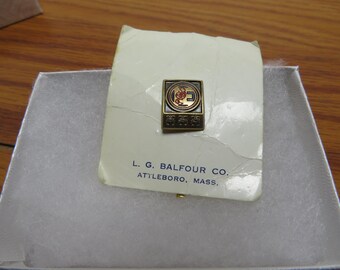 L. G. BALFOUR CO.
ATTLEBORO, MASS.